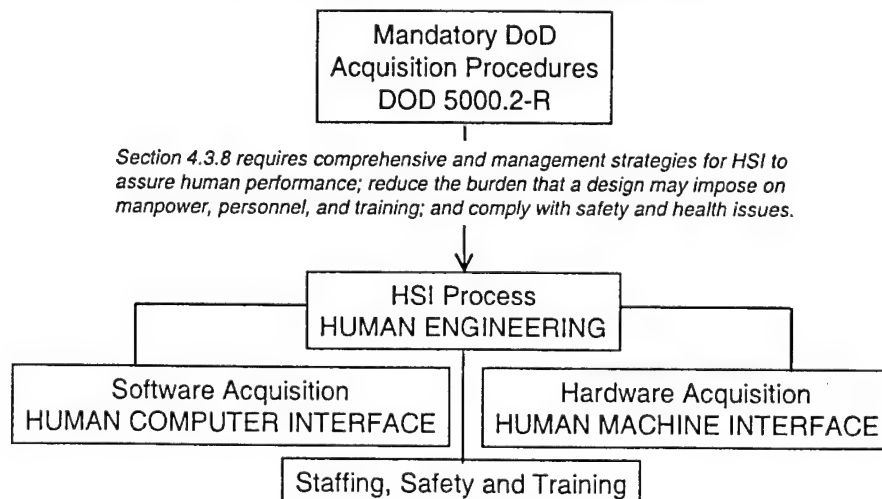 Mandatory DoD
Acquisition Procedures
DOD 5000.2-R
Section 4.3.8 requires comprehensive and management strategies for HSI to
assure human performance; reduce the burden that a design may impose on
manpower, personnel, and training; and comply with safety and health issues.
HSI Process
HUMAN ENGINEERING
Software Acquisition
HUMAN COMPUTER INTERFACE
Hardware Acquisition
HUMAN MACHINE INTERFACE
Staffing, Safety and Training